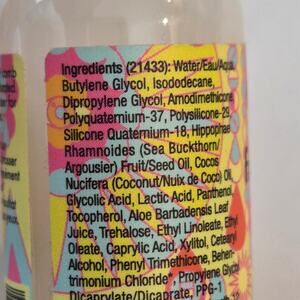 Ingredients (21433): Water/Eau/Aqua,
Butylene Glycol, Isododecane,
Dipropylene Glycol, Amodimethicone,
Polyquaternium-37, Polysilicone-29,
Silicone Quaternium-18, Hippophae
Rhamnoides (Sea Buckthorn/
Argousier) Fruit/Seed Oil, Cocos
Nucifera (Coconut/Noix de Coco) Oil,
Glycolic Acid, Lactic Acid, Panthenol,
Tocopherol, Aloe Barbadensis Leaf
Juice, Trehalose, Ethyl Linoleate, Ethyl
Oleate, Caprylic Acid, Xylitol, Cetearyl
Alcohol, Phenyl Trimethicone, Behen-
trimonium Chloride, Propylene Glycol
Dicaprylate/Dicaprate, PPG-1